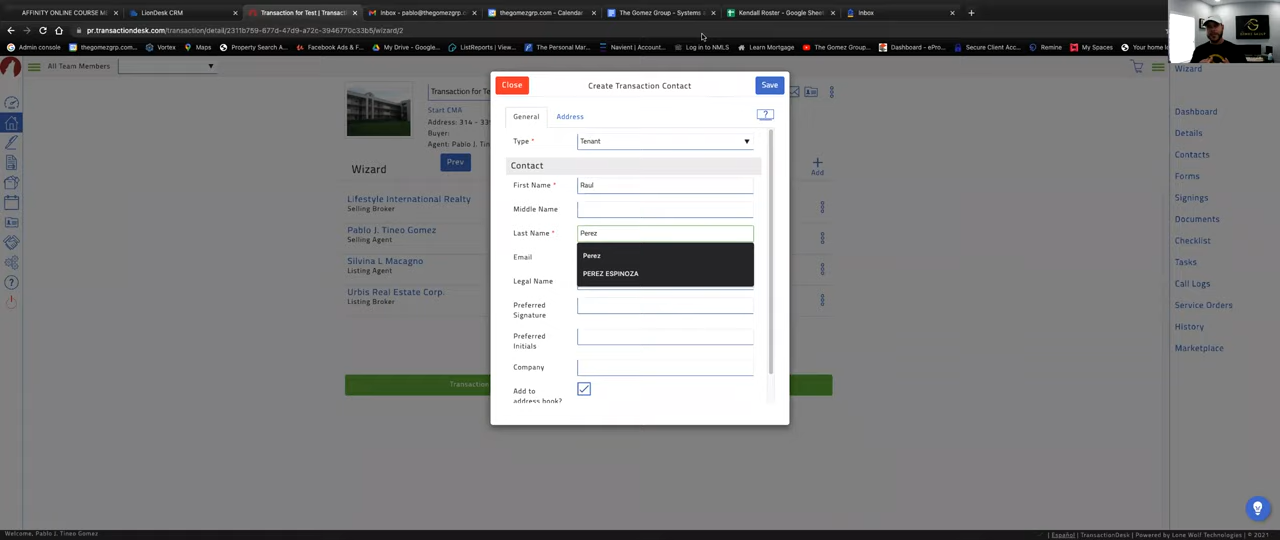 AFFINITY ONLINE COURSE M
LionDesk CRM
Transaction for Test | Transacti
Inbox - pablo@thegomezgrp.c
thegomezgrp.com - Calendar
The Gomez Group - Systems a
Kendall Roster - Google Sheet
Inbox
pr.transactiondesk.com/transaction/detail/2311b759-677d-47d9-a72c-3946770c33b5/wizard/2
Admin console
thegomezgrp.com...
Vortex
Maps
Property Search A...
Facebook Ads & F...
My Drive - Google...
ListReports | View...
The Personal Mar...
Navient | Account...
Log in to NMLS
Learn Mortgage
The Gomez Group...
Dashboard - ePro...
Secure Client Acc...
Remine
My Spaces
Your home lo
All Team Members
Close
Create Transaction Contact
Save
Wizard
Transaction for Te
Start CMA
Address: 314 - 33
Buyer:
Agent: Pablo J. Tin
General
Address
Type *
Tenant
Contact
First Name *
Raul
Middle Name
Last Name *
Perez
Perez
PEREZ ESPINOZA
Email
Legal Name
Preferred
Signature
Preferred
Initials
Company
Add to
address book?
Wizard
Prev
Add
Lifestyle International Realty
Selling Broker
Pablo J. Tineo Gomez
Selling Agent
Silvina L Macagno
Listing Agent
Urbis Real Estate Corp.
Listing Broker
Transaction
Dashboard
Details
Contacts
Forms
Signings
Documents
Checklist
Tasks
Call Logs
Service Orders
History
Marketplace
Welcome, Pablo J. Tineo Gomez
Español | TransactionDesk | Powered by Lone Wolf Technologies | © 2021